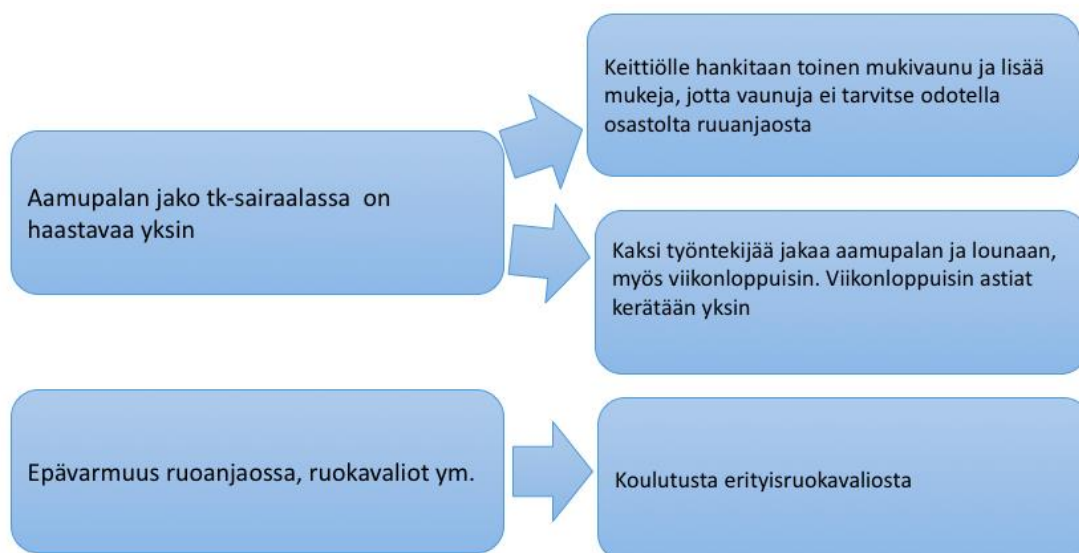 Keittiölle hankitaan toinen mukivaunu ja lisää
mukeja, jotta vaunuja ei tarvitse odotella
osastolta ruuanjaosta
Aamupalan jako tk-sairaalassa on
haastavaa yksin
Kaksi työntekijää jakaa aamupalan ja lounaan,
myös viikonloppuisin. Viikonloppuisin astiat
kerätään yksin
Epävarmuus ruoanjaossa, ruokavaliot ym.
Koulutusta erityisruokavaliosta